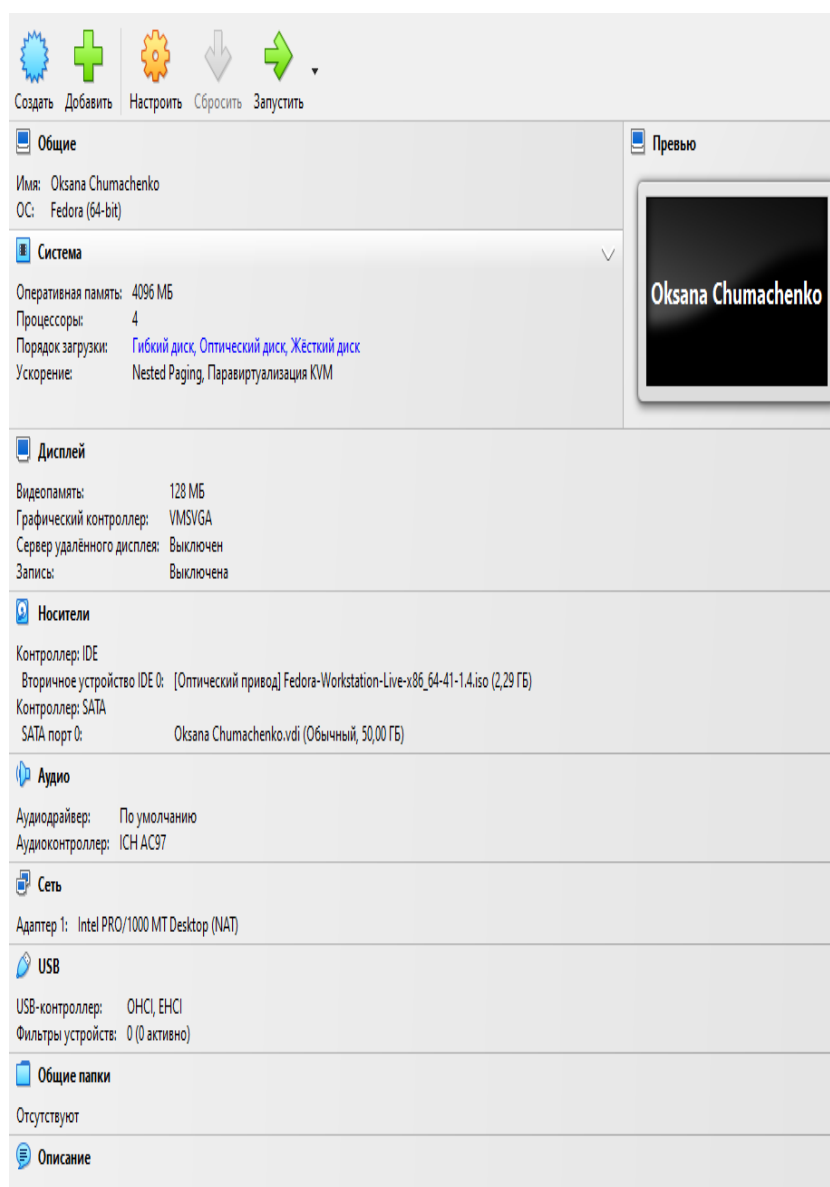 Создать Добавить Настроить Сбросить Запустить
Общие
Имя: Oksana Chumachenko
ОС: Fedora (64-bit)
Превью
Oksana Chumachenko
Система
Оперативная память: 4096 МБ
Процессоры: 4
Порядок загрузки: Гибкий диск, Оптический диск, Жёсткий диск
Ускорение: Nested Paging, Паравиртуализация KVM
Дисплей
Видеопамять: 128 МБ
Графический контроллер: VMSVGA
Сервер удалённого дисплея: Выключен
Запись: Выключена
Носители
Контроллер: IDE
Вторичное устройство IDE 0: [Оптический привод] Fedora-Workstation-Live-x86_64-41-1.4.iso (2,29 ГБ)
Контроллер: SATA
SATA порт 0: Oksana Chumachenko.vdi (Обычный, 50,00 ГБ)
Аудио
Аудиодрайвер: По умолчанию
Аудиоконтроллер: ICH AC97
Сеть
Адаптер 1: Intel PRO/1000 MT Desktop (NAT)
USB
USB-контроллер: OHCI, EHCI
Фильтры устройств: 0 (0 активно)
Общие папки
Отсутствуют
Описание